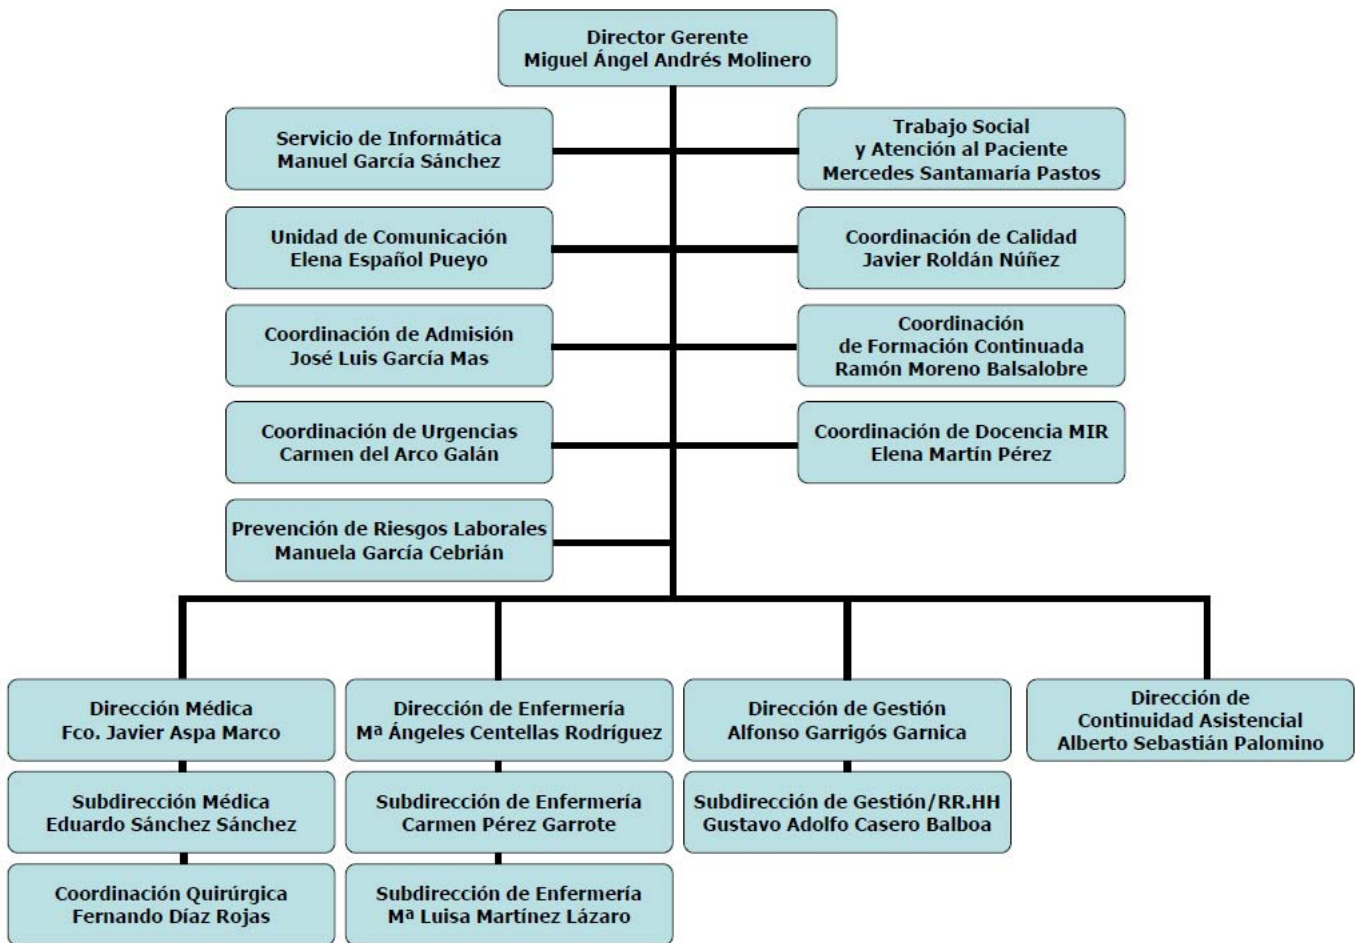 Director Gerente
Miguel Ángel Andrés Molinero
Servicio de Informática
Manuel García Sánchez
Trabajo Social
y Atención al Paciente
Mercedes Santamaría Pastos
Unidad de Comunicación
Elena Español Pueyo
Coordinación de Calidad
Javier Roldán Núñez
Coordinación de Admisión
José Luis García Mas
Coordinación
de Formación Continuada
Ramón Moreno Balsalobre
Coordinación de Urgencias
Carmen del Arco Galán
Coordinación de Docencia MIR
Elena Martín Pérez
Prevención de Riesgos Laborales
Manuela García Cebrián
Dirección Médica
Fco. Javier Aspa Marco
Dirección de Enfermería
Mª Ángeles Centellas Rodríguez
Dirección de Gestión
Alfonso Garrigós Garnica
Dirección de
Continuidad Asistencial
Alberto Sebastián Palomino
Subdirección Médica
Eduardo Sánchez Sánchez
Subdirección de Enfermería
Carmen Pérez Garrote
Subdirección de Gestión/RR.HH
Gustavo Adolfo Casero Balboa
Coordinación Quirúrgica
Fernando Díaz Rojas
Subdirección de Enfermería
Mª Luisa Martínez Lázaro